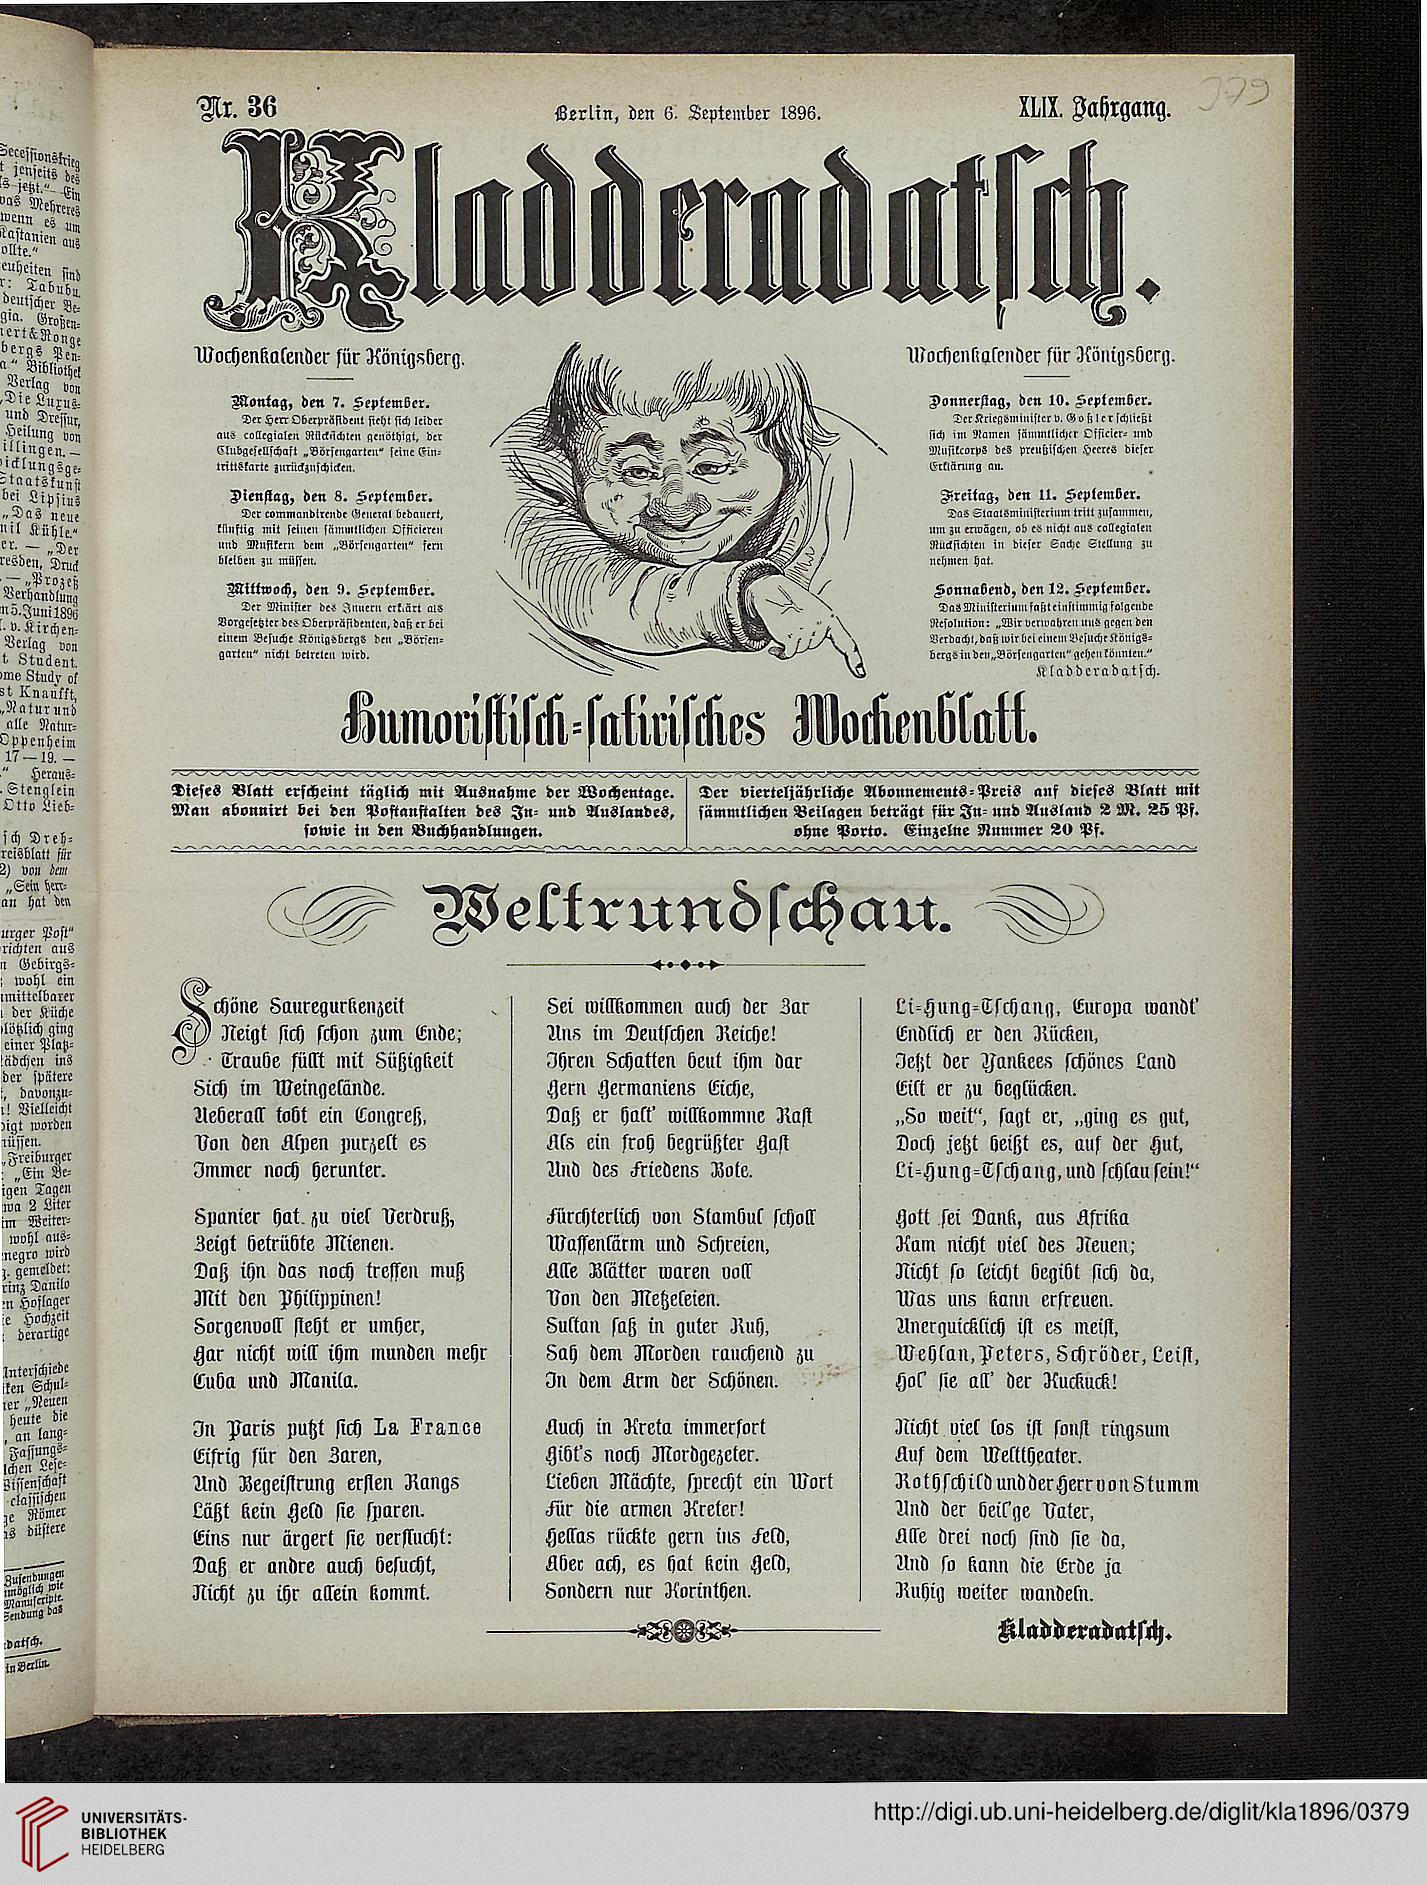 Nr. 36
Berlin, den 6. September 1896.
XLIX. Jahrgang.
379
Kladderadatsch.
Wochenkalender für Königsberg.
Montag, den 7. September.
Der Herr Oberpräsident sieht sich leider
aus collegialen Rücksichten genöthigt, der
Clubgesellschaft „Börsengarten“ seine Ein-
trittskarte zurückzuschicken.
Dienstag, den 8. September.
Der commandirende General bedauert,
künftig mit seinen sämmtlichen Officieren
und Musikern dem „Börsengarten“ fern
bleiben zu müssen.
Mittwoch, den 9. September.
Der Minister des Innern erklärt als
Vorgesetzter des Oberpräsidenten, daß er bei
einem Besuche Königsbergs den „Börsen-
garten“ nicht betreten wird.
Wochenkalender für Königsberg.
Donnerstag, den 10. September.
Der Kriegsminister v. Goßler schließt
sich im Namen sämmtlicher Officier- und
Musikcorps des preußischen Heeres dieser
Erklärung an.
Freitag, den 11. September.
Das Staatsministerium tritt zusammen,
um zu erwägen, ob es nicht aus collegialen
Rücksichten in dieser Sache Stellung zu
nehmen hat.
Sonnabend, den 12. September.
Das Ministerium faßt einstimmig folgende
Resolution: „Wir verwahren uns gegen den
Verdacht, daß wir bei einem Besuche Königs-
bergs in den „Börsengarten“ gehen könnten.“
Kladderadatsch.
Humoristisch-satirisches Wochenblatt.
Dieses Blatt erscheint täglich mit Ausnahme der Wochentage.
Man abonnirt bei den Postanstalten des In- und Auslandes,
sowie in den Buchhandlungen.
Der vierteljährliche Abonnements-Preis auf dieses Blatt mit
sämmtlichen Beilagen beträgt für In- und Ausland 2 M. 25 Pf.
ohne Porto. Einzelne Nummer 20 Pf.
Weltrundschau.
Schöne Sauregurkenzeit
Neigt sich schon zum Ende;
Traube füllt mit Süßigkeit
Sich im Weingelände.
Ueberall tobt ein Congreß,
Von den Alpen purzelt es
Immer noch herunter.
Spanier hat zu viel Verdruß,
Zeigt betrübte Mienen.
Daß ihn das noch treffen muß
Mit den Philippinen!
Sorgenvoll steht er umher,
Gar nicht will ihm munden mehr
Cuba und Manila.
In Paris putzt sich La France
Eifrig für den Zaren,
Und Begeistrung ersten Rangs
Läßt kein Geld sie sparen.
Eins nur ärgert sie verflucht:
Daß er andre auch besucht,
Nicht zu ihr allein kommt.
Sei willkommen auch der Zar
Uns im Deutschen Reiche!
Ihren Schatten beut ihm dar
Gern Germaniens Eiche,
Daß er halt' willkommne Rast
Als ein froh begrüßter Gast
Und des Friedens Bote.
Fürchterlich von Stambul scholl
Waffenlärm und Schreien,
Alle Blätter waren voll
Von den Metzeleien.
Sultan saß in guter Ruh,
Sah dem Morden rauchend zu
In dem Arm der Schönen.
Auch in Kreta immerfort
Gibt's noch Mordgezeter.
Lieben Mächte, sprecht ein Wort
Für die armen Kreter!
Hellas rückte gern ins Feld,
Aber ach, es hat kein Geld,
Sondern nur Korinthen.
Li-Hung-Tschang, Europa wandt'
Endlich er den Rücken,
Jetzt der Yankees schönes Land
Eilt er zu beglücken.
„So weit“, sagt er, „ging es gut,
Doch jetzt heißt es, auf der Hut,
Li-Hung-Tschang, und schlau sein!“
Gott sei Dank, aus Afrika
Kam nicht viel des Neuen;
Nicht so leicht begibt sich da,
Was uns kann erfreuen.
Unerquicklich ist es meist,
Wehlan, Peters, Schröder, Leist,
Hol' sie all' der Kuckuck!
Nicht viel los ist sonst ringsum
Auf dem Welttheater.
Rothschild und der Herr von Stumm
Und der heil'ge Vater,
Alle drei noch sind sie da,
Und so kann die Erde ja
Ruhig weiter wandeln.
Kladderadatsch.
UNIVERSITÄTS-
BIBLIOTHEK
HEIDELBERG
http://digi.ub.uni-heidelberg.de/diglit/kla1896/0379